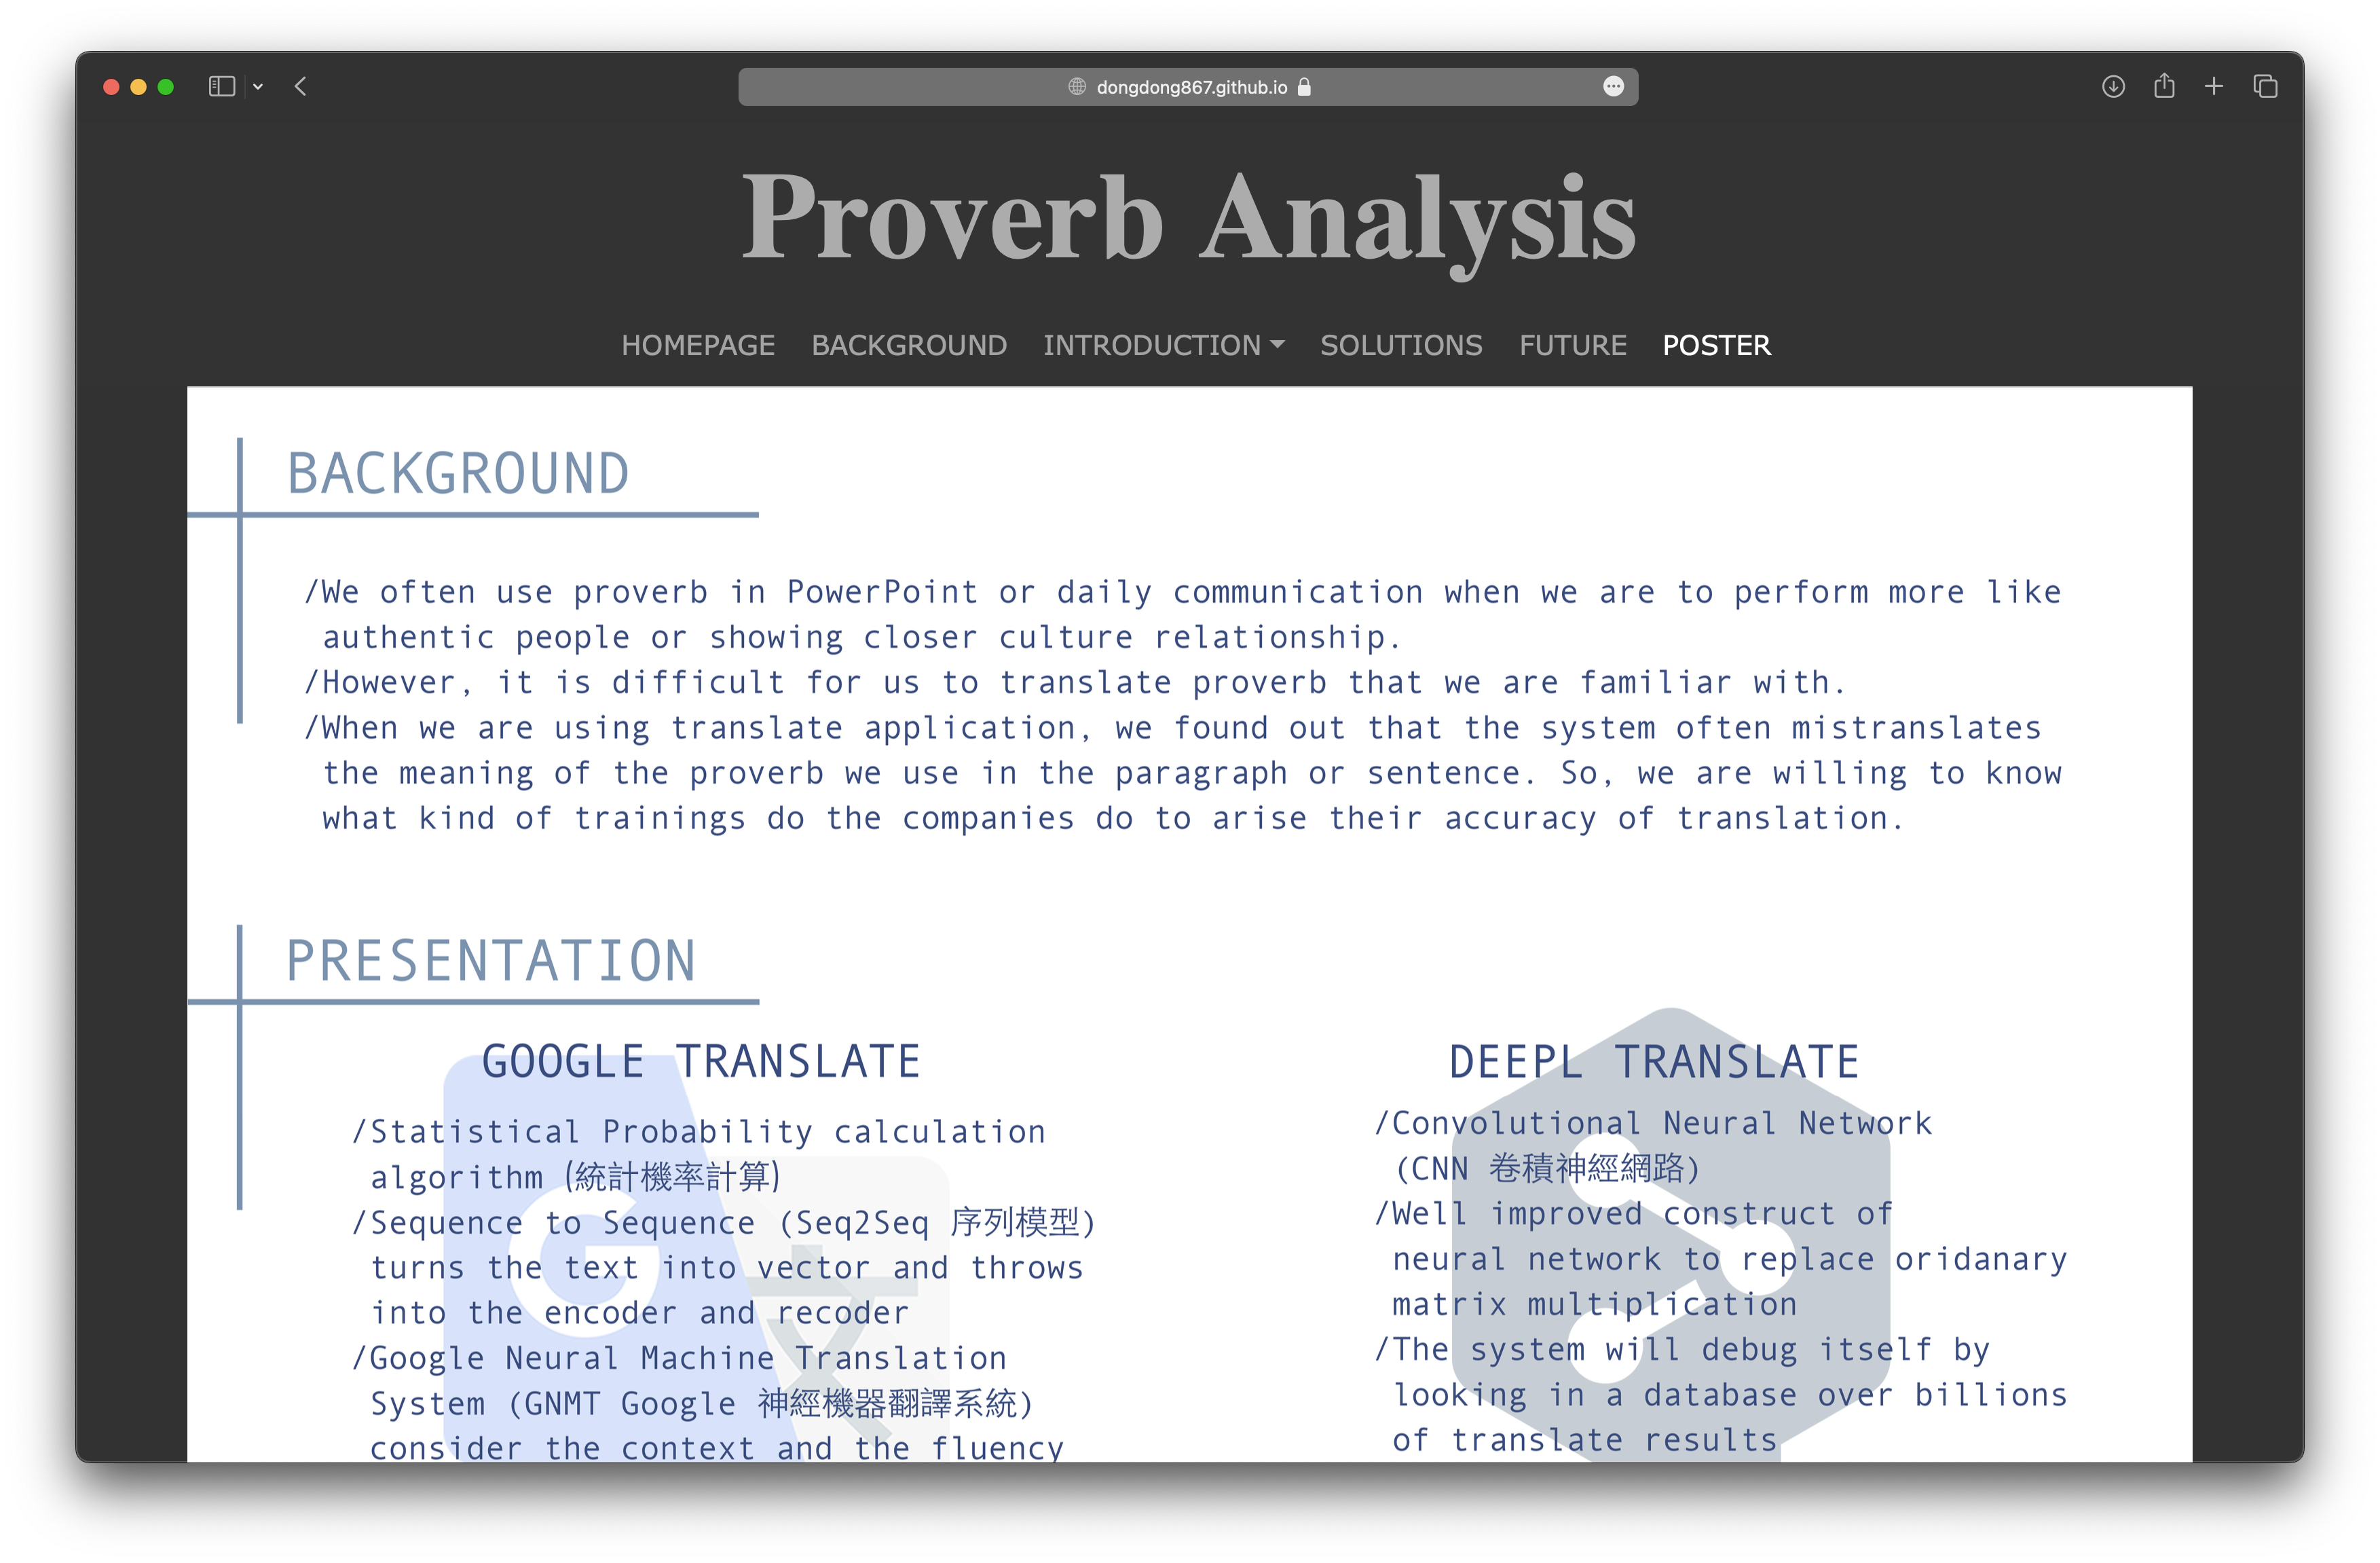 dongdong867.github.io
Proverb Analysis
HOMEPAGE BACKGROUND INTRODUCTION SOLUTIONS FUTURE POSTER
BACKGROUND
/We often use proverb in PowerPoint or daily communication when we are to perform more like
authentic people or showing closer culture relationship.
/However, it is difficult for us to translate proverb that we are familiar with.
/When we are using translate application, we found out that the system often mistranslates
the meaning of the proverb we use in the paragraph or sentence. So, we are willing to know
what kind of trainings do the companies do to arise their accuracy of translation.
PRESENTATION
GOOGLE TRANSLATE
/Statistical Probability calculation
algorithm (統計機率計算)
/Sequence to Sequence (Seq2Seq 序列模型)
turns the text into vector and throws
into the encoder and recoder
/Google Neural Machine Translation
System (GNMT Google 神經機器翻譯系統)
consider the context and the fluency
DEEPL TRANSLATE
/Convolutional Neural Network
(CNN 卷積神經網路)
/Well improved construct of
neural network to replace oridanary
matrix multiplication
/The system will debug itself by
looking in a database over billions
of translate results